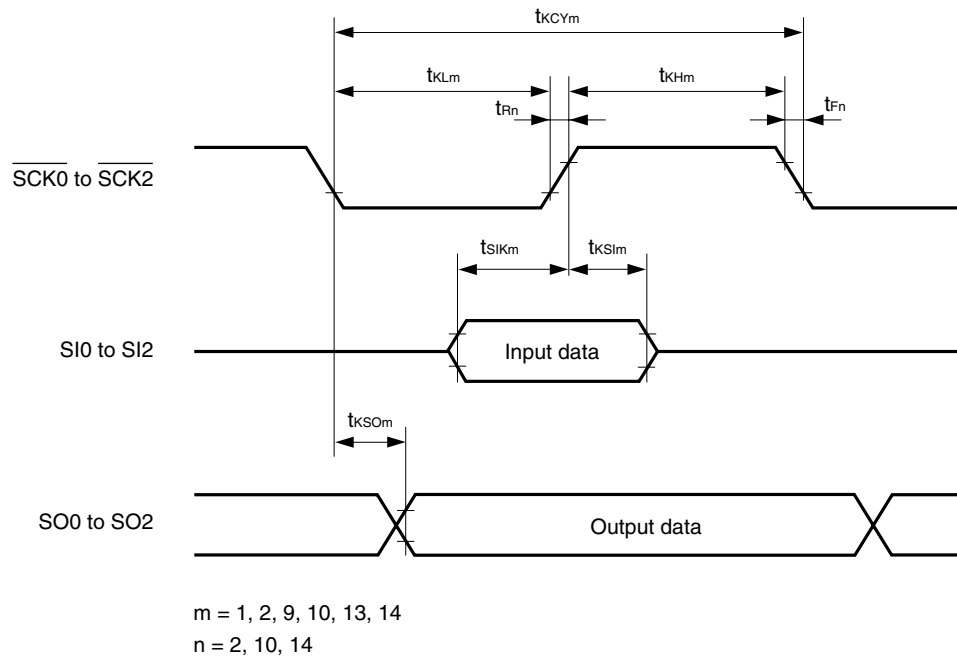 tKCYm
tKLm
tKHm
tRn
tFn
SCK0 to SCK2
tSIKm
tKSIm
SI0 to SI2
Input data
tKSOm
SO0 to SO2
Output data
m = 1, 2, 9, 10, 13, 14
n = 2, 10, 14